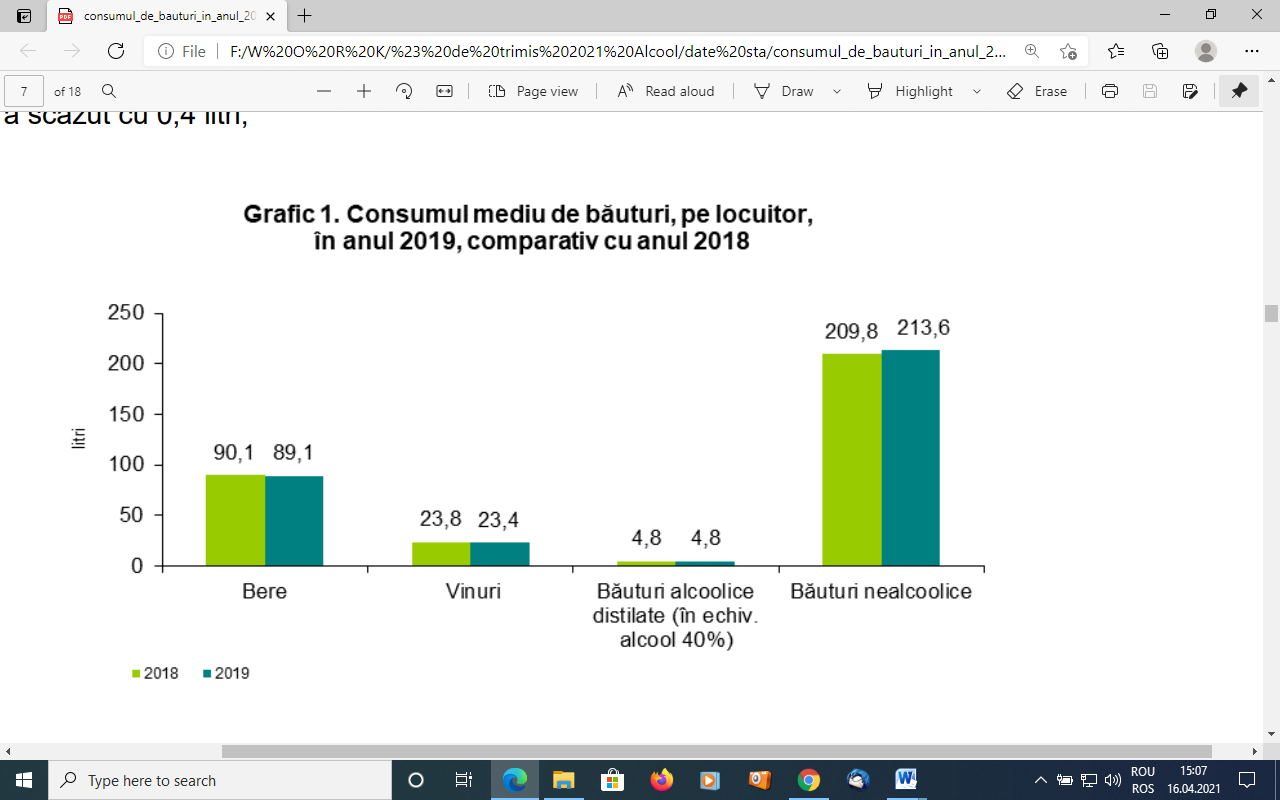 consumul_de_bauturi_in_anul_20
File
F:/W%20O%20R%20K/%23%20de%20trimis%202021%20Alcool/date%20sta/consumul_de_bauturi_in_anul_2...
7 of 18
Page view
Read aloud
Draw
Highlight
Erase
a scăzut cu 0,4 litri,
Grafic 1. Consumul mediu de băuturi, pe locuitor,
în anul 2019, comparativ cu anul 2018
litri
250
200
150
100
50
0
90,1 89,1
23,8 23,4
4,8 4,8
209,8 213,6
Bere
Vinuri
Băuturi alcoolice
distilate (în echiv.
alcool 40%)
Băuturi nealcoolice
2018 2019
Type here to search
ROU
ROS
15:07
16.04.2021